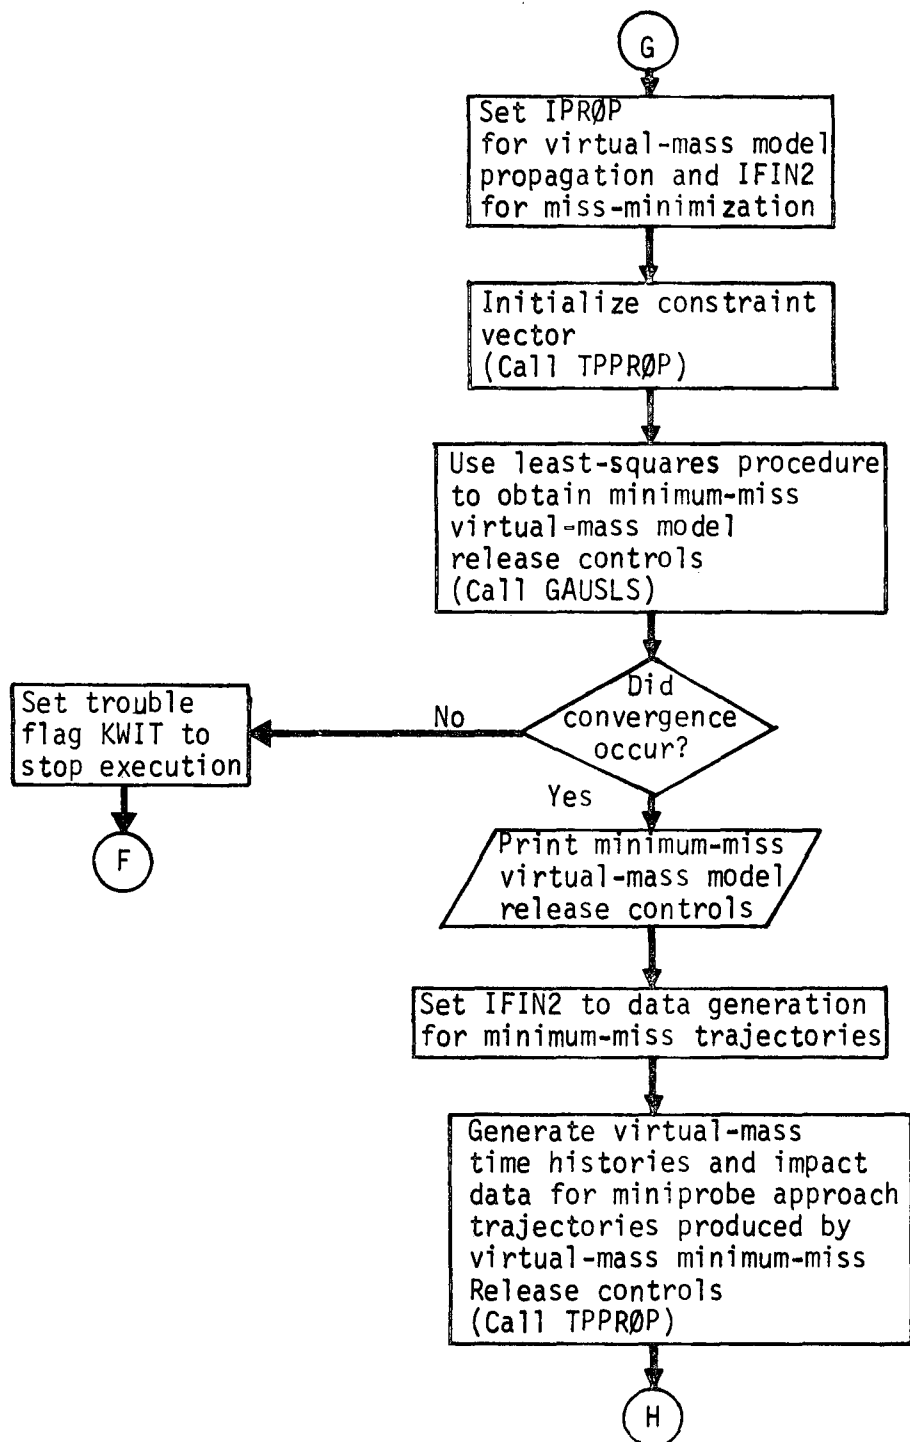 G
Set IPRØP
for virtual-mass model
propagation and IFIN2
for miss-minimization
Initialize constraint
vector
(Call TPPRØP)
Use least-squares procedure
to obtain minimum-miss
virtual-mass model
release controls
(Call GAUSLS)
Did
convergence
occur?
No
Set trouble
flag KWIT to
stop execution
F
Yes
Print minimum-miss
virtual-mass model
release controls
Set IFIN2 to data generation
for minimum-miss trajectories
Generate virtual-mass
time histories and impact
data for miniprobe approach
trajectories produced by
virtual-mass minimum-miss
Release controls
(Call TPPRØP)
H